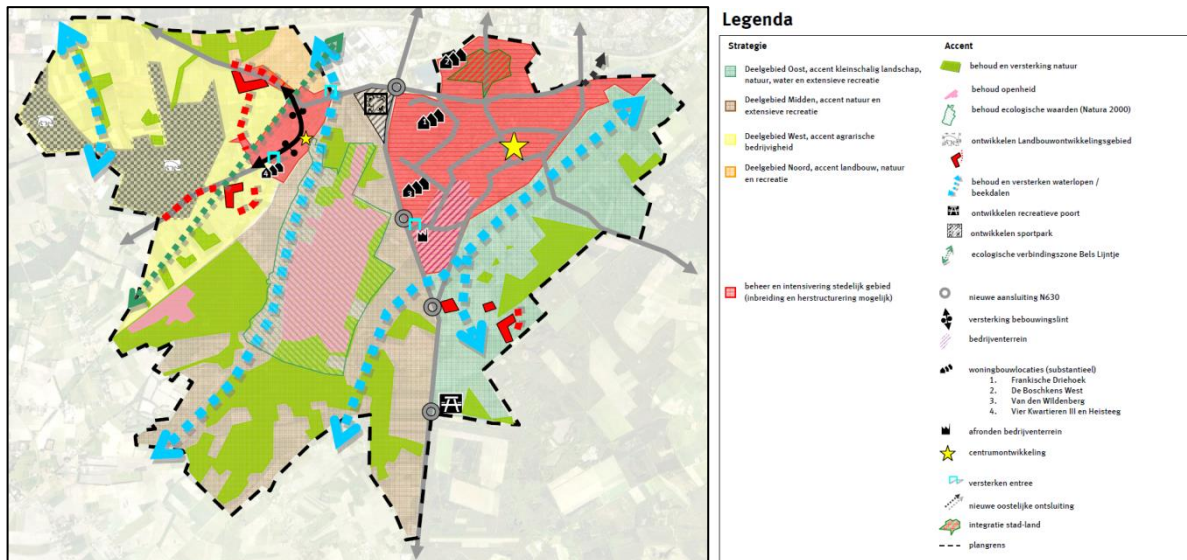 Legenda
Strategie
Deelgebied Oost, accent kleinschalig landschap,
natuur, water en extensieve recreatie
Deelgebied Midden, accent natuur en
extensieve recreatie
Deelgebied West, accent agrarische
bedrijvigheid
Deelgebied Noord, accent landbouw, natuur
en recreatie
beheer en intensivering stedelijk gebied
(inbreiding en herstructurering mogelijk)
Accent
behoud en versterking natuur
behoud openheid
behoud ecologische waarden (Natura 2000)
ontwikkelen Landbouwontwikkelingsgebied
behoud en versterken waterlopen /
beekdalen
ontwikkelen recreatieve poort
ontwikkelen sportpark
ecologische verbindingszone Bels Lijntje
nieuwe aansluiting N630
versterking bebouwingslint
bedrijventerrein
woningbouwlocaties (substantieel)
1. Frankische Driehoek
2. De Boschkens West
3. Van den Wildenberg
4. Vier Kwartieren III en Heisteeg
afronden bedrijventerrein
centrumontwikkeling
versterken entree
nieuwe oostelijke ontsluiting
integratie stad-land
plangrens